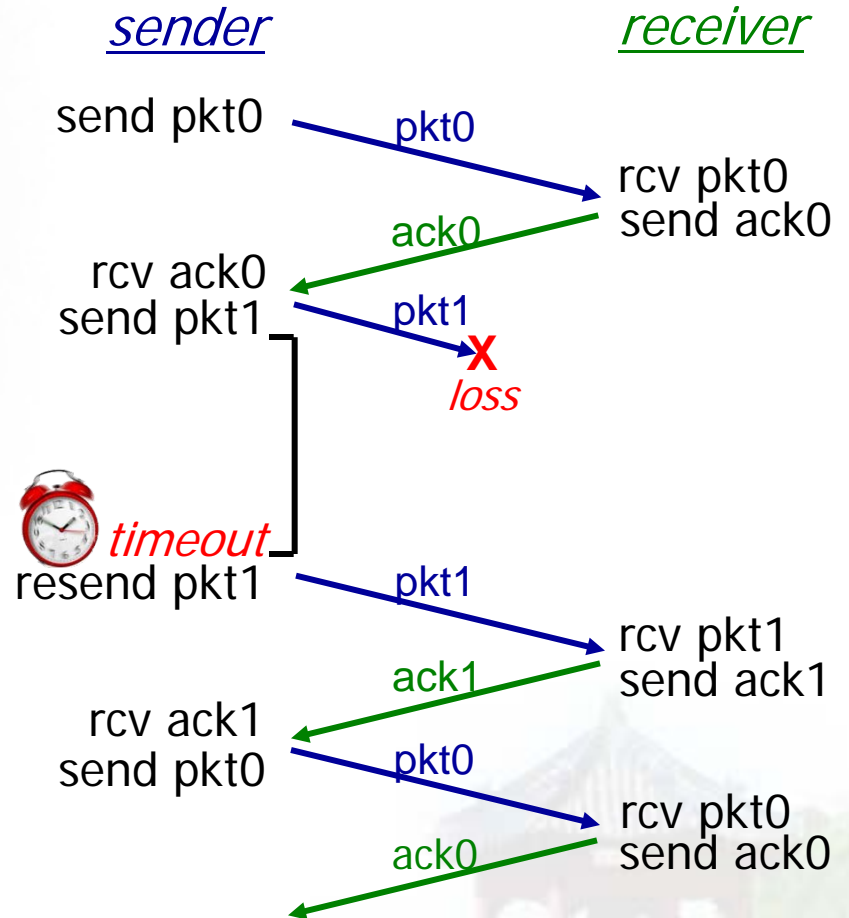 sender
receiver
send pkt0
pkt0
rcv pkt0
send ack0
ack0
rcv ack0
send pkt1
pkt1
X
loss
timeout
resend pkt1
pkt1
rcv pkt1
send ack1
ack1
rcv ack1
send pkt0
pkt0
rcv pkt0
send ack0
ack0